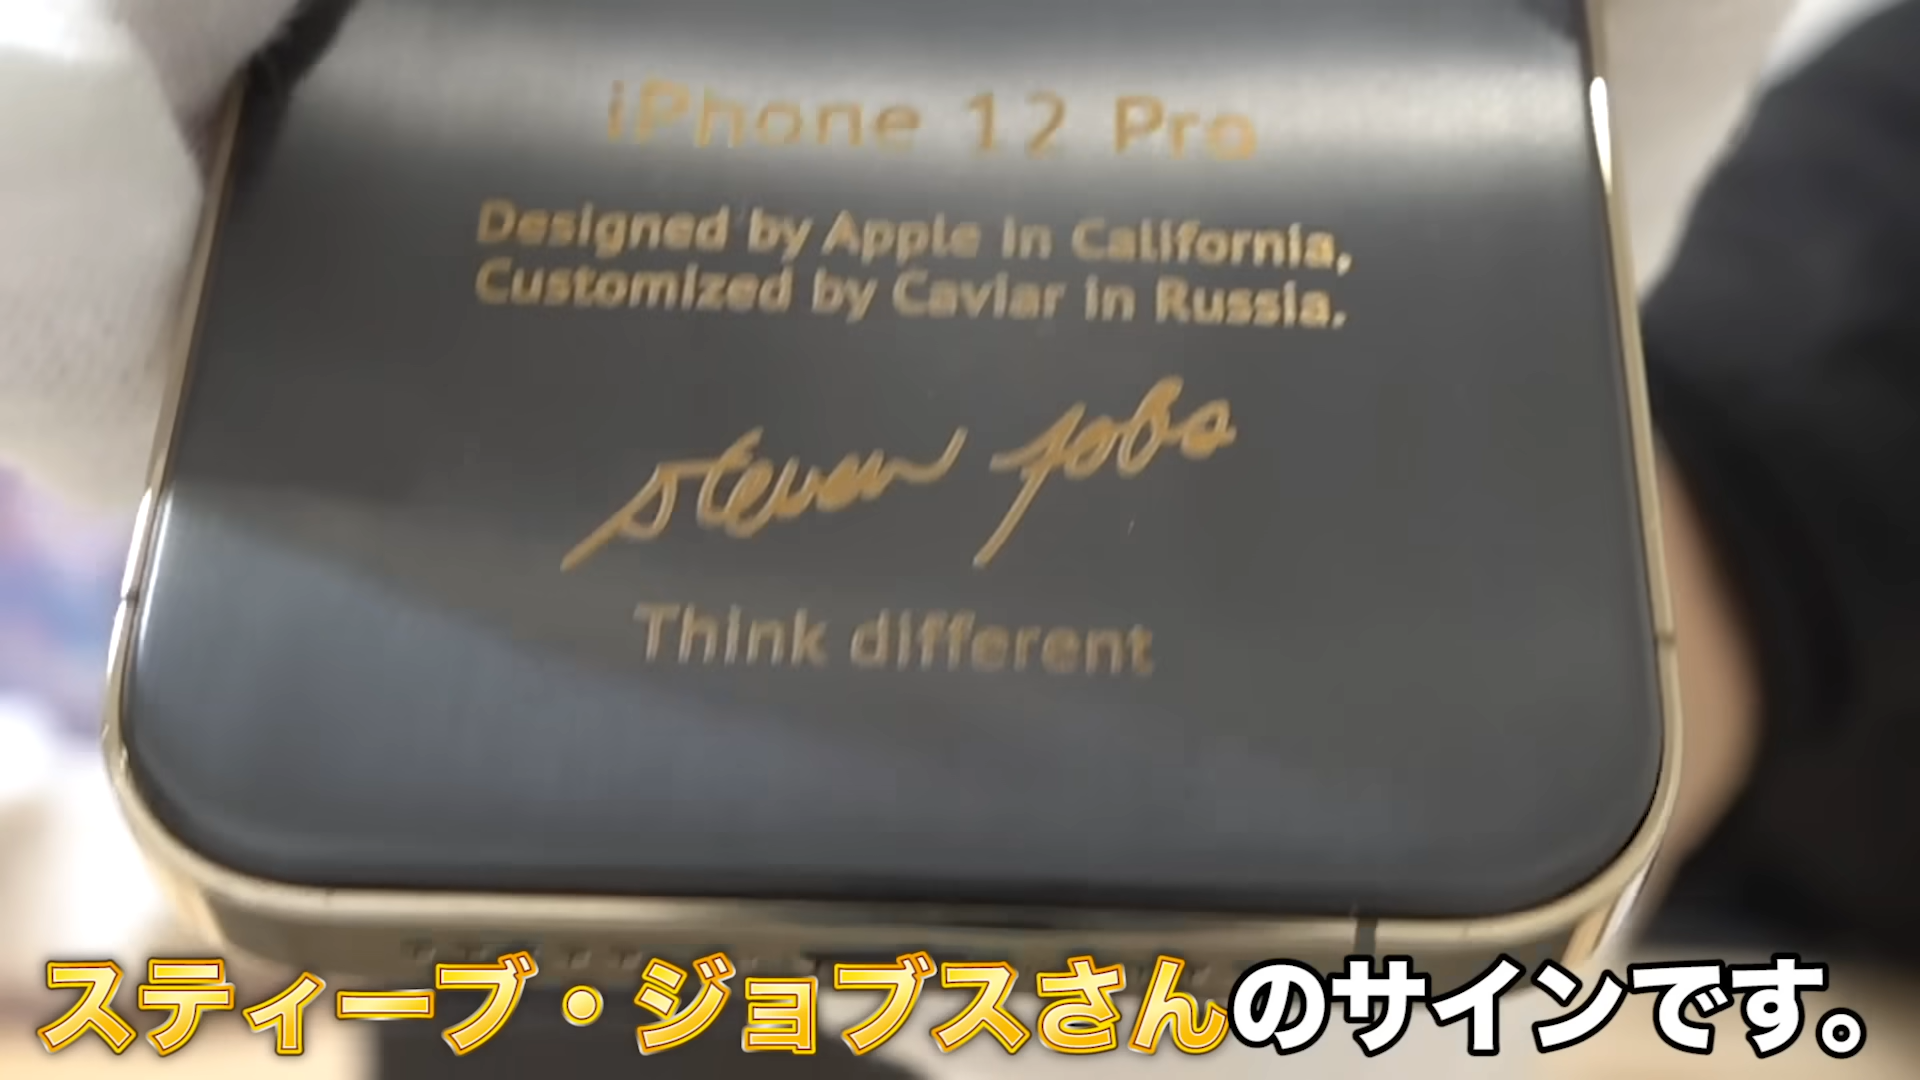 iPhone 12 Pro
Designed by Apple in California,
Customized by Caviar in Russia.
steven jobs
Think different
スティーブ・ジョブスさんのサインです。